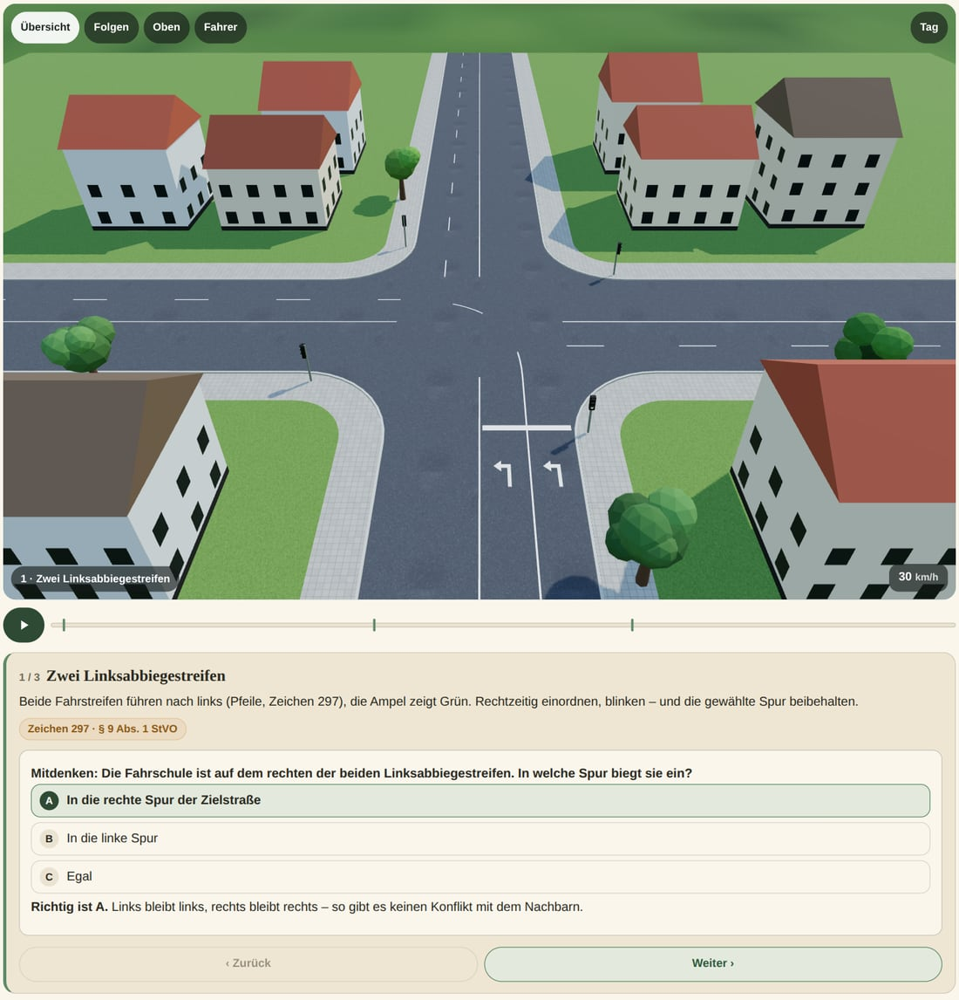 Übersicht
Folgen
Oben
Fahrer
Tag
1 · Zwei Linksabbiegestreifen
30 km/h
1 / 3 Zwei Linksabbiegestreifen
Beide Fahrstreifen führen nach links (Pfeile, Zeichen 297), die Ampel zeigt Grün. Rechtzeitig einordnen, blinken – und die gewählte Spur beibehalten.
Zeichen 297 · § 9 Abs. 1 StVO
Mitdenken: Die Fahrschule ist auf dem rechten der beiden Linksabbiegestreifen. In welche Spur biegt sie ein?
A In die rechte Spur der Zielstraße
B In die linke Spur
C Egal
Richtig ist A. Links bleibt links, rechts bleibt rechts – so gibt es keinen Konflikt mit dem Nachbarn.
‹ Zurück
Weiter ›